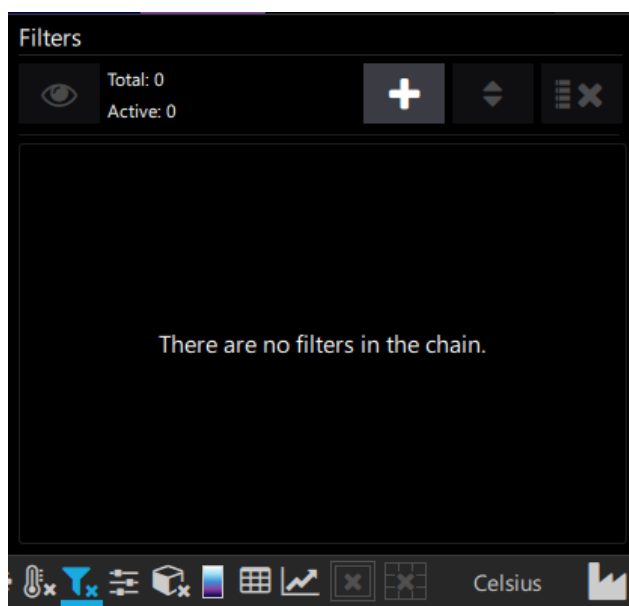 Filters
Total: 0
Active: 0
There are no filters in the chain.
Celsius